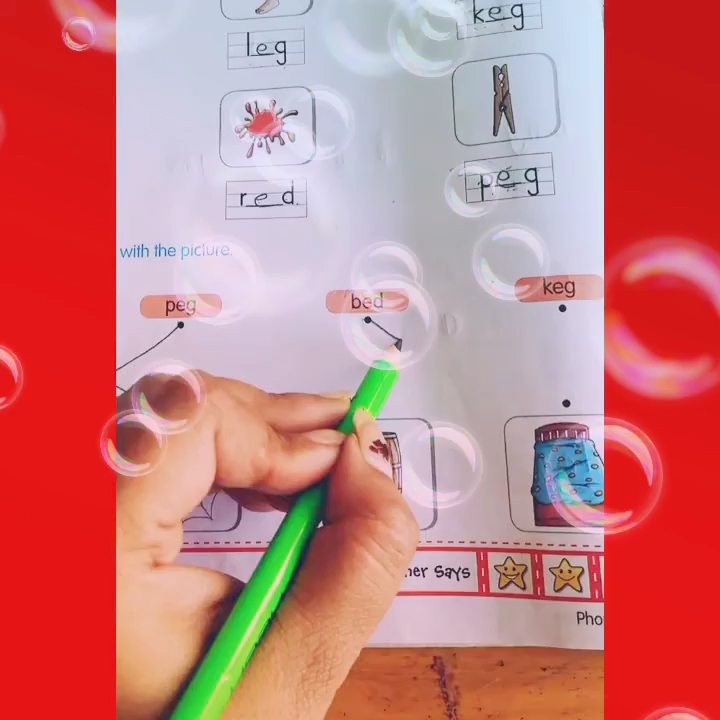 keg
leg
peg
red
with the picture.
peg bed keg
her Says
Pho